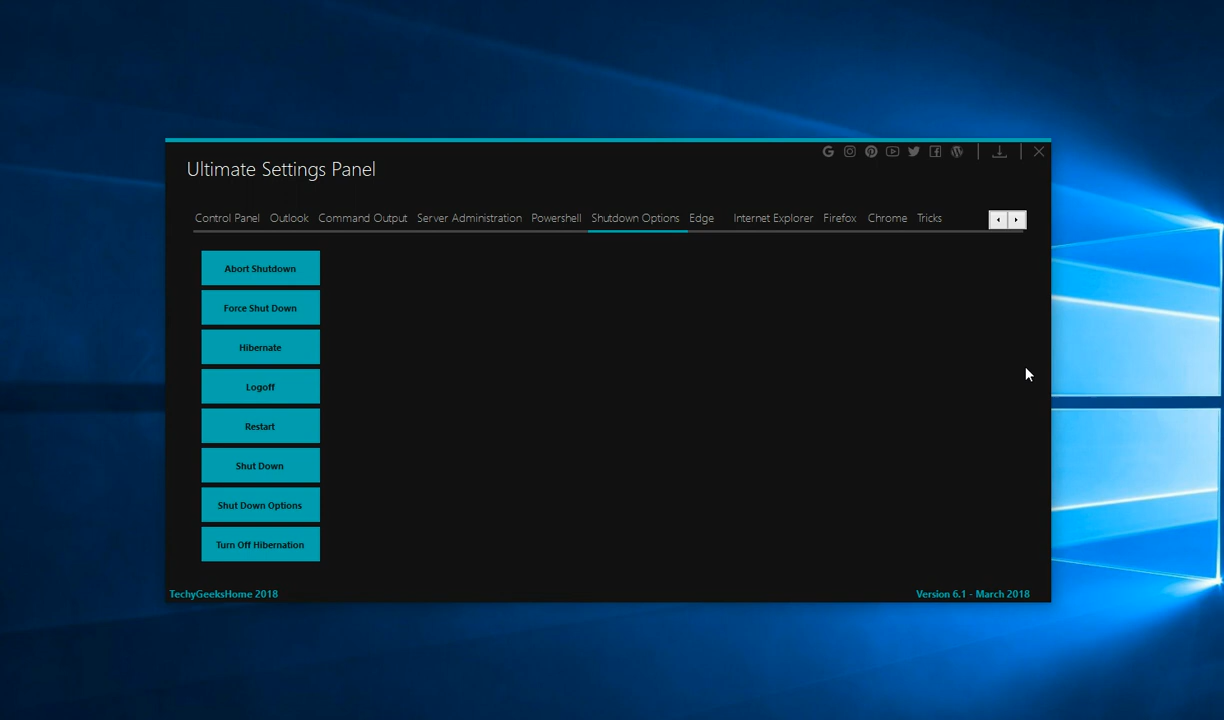 Ultimate Settings Panel
Control Panel Outlook Command Output Server Administration Powershell Shutdown Options Edge Internet Explorer Firefox Chrome Tricks
Abort Shutdown
Force Shut Down
Hibernate
Logoff
Restart
Shut Down
Shut Down Options
Turn Off Hibernation
TechyGeeksHome 2018 Version 6.1 - March 2018